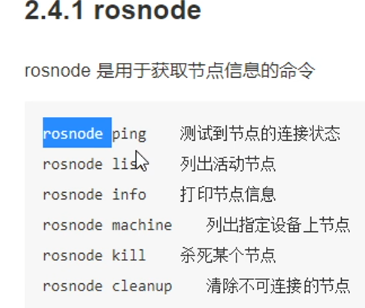 2.4.1 rosnode
rosnode 是用于获取节点信息的命令
rosnode ping 测试到节点的连接状态
rosnode list 列出活动节点
rosnode info 打印节点信息
rosnode machine 列出指定设备上节点
rosnode kill 杀死某个节点
rosnode cleanup 清除不可连接的节点